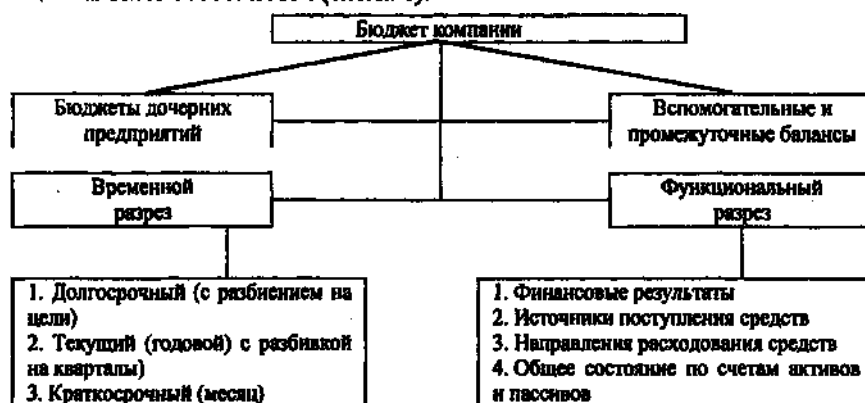 Бюджет компании
Бюджеты дочерних
предприятий
Вспомогательные и
промежуточные балансы
Временной
разрез
Функциональный
разрез
1. Долгосрочный (с разбиением на
цели)
2. Текущий (годовой) с разбивкой
на кварталы)
3. Краткосрочный (месяц)
1. Финансовые результаты
2. Источники поступления средств
3. Направления расходования средств
4. Общее состояние по счетам активов
и пассивов